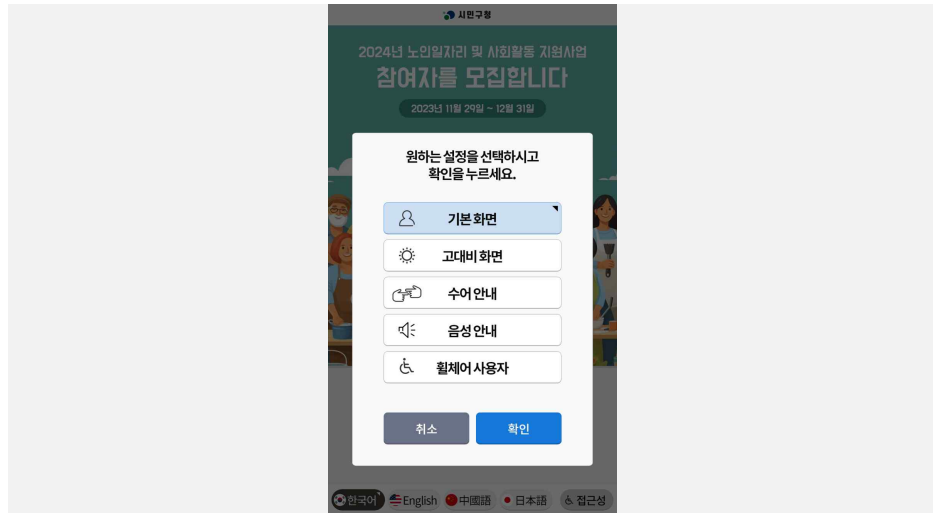 시민구청
2024년 노인일자리 및 사회활동 지원사업
참여자를 모집합니다
2023년 11월 29일 ~ 12월 31일
원하는 설정을 선택하시고
확인을 누르세요.
기본 화면
고대비 화면
수어 안내
음성 안내
휠체어 사용자
취소 확인
한국어 English 中國語 日本語 접근성